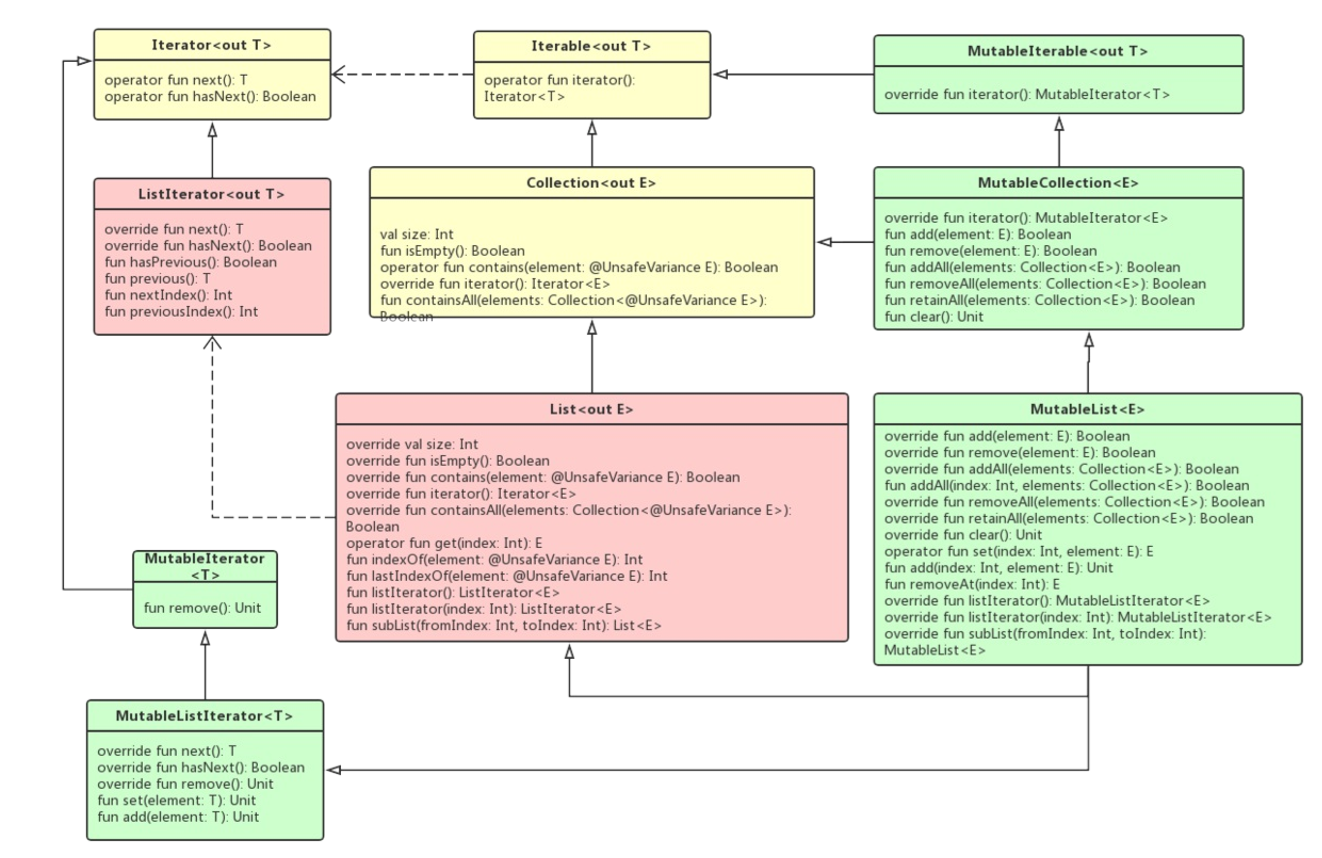 Iterator<out T>
operator fun next(): T
operator fun hasNext(): Boolean
Iterable<out T>
operator fun iterator():
Iterator<T>
MutableIterable<out T>
override fun iterator(): MutableIterator<T>
ListIterator<out T>
override fun next(): T
override fun hasNext(): Boolean
fun hasPrevious(): Boolean
fun previous(): T
fun nextIndex(): Int
fun previousIndex(): Int
Collection<out E>
val size: Int
fun isEmpty(): Boolean
operator fun contains(element: @UnsafeVariance E): Boolean
override fun iterator(): Iterator<E>
fun containsAll(elements: Collection<@UnsafeVariance E>):
Boolean
MutableCollection<E>
override fun iterator(): MutableIterator<E>
fun add(element: E): Boolean
fun remove(element: E): Boolean
fun addAll(elements: Collection<E>): Boolean
fun removeAll(elements: Collection<E>): Boolean
fun retainAll(elements: Collection<E>): Boolean
fun clear(): Unit
List<out E>
override val size: Int
override fun isEmpty(): Boolean
override fun contains(element: @UnsafeVariance E): Boolean
override fun iterator(): Iterator<E>
override fun containsAll(elements: Collection<@UnsafeVariance E>):
Boolean
operator fun get(index: Int): E
fun indexOf(element: @UnsafeVariance E): Int
fun lastIndexOf(element: @UnsafeVariance E): Int
fun listIterator(): ListIterator<E>
fun listIterator(index: Int): ListIterator<E>
fun subList(fromIndex: Int, toIndex: Int): List<E>
MutableList<E>
override fun add(element: E): Boolean
override fun remove(element: E): Boolean
override fun addAll(elements: Collection<E>): Boolean
fun addAll(index: Int, elements: Collection<E>): Boolean
override fun removeAll(elements: Collection<E>): Boolean
override fun retainAll(elements: Collection<E>): Boolean
override fun clear(): Unit
operator fun set(index: Int, element: E): E
fun add(index: Int, element: E): Unit
fun removeAt(index: Int): E
override fun listIterator(): MutableListIterator<E>
override fun listIterator(index: Int): MutableListIterator<E>
override fun subList(fromIndex: Int, toIndex: Int):
MutableList<E>
MutableIterator
<T>
fun remove(): Unit
MutableListIterator<T>
override fun next(): T
override fun hasNext(): Boolean
override fun remove(): Unit
fun set(element: T): Unit
fun add(element: T): Unit